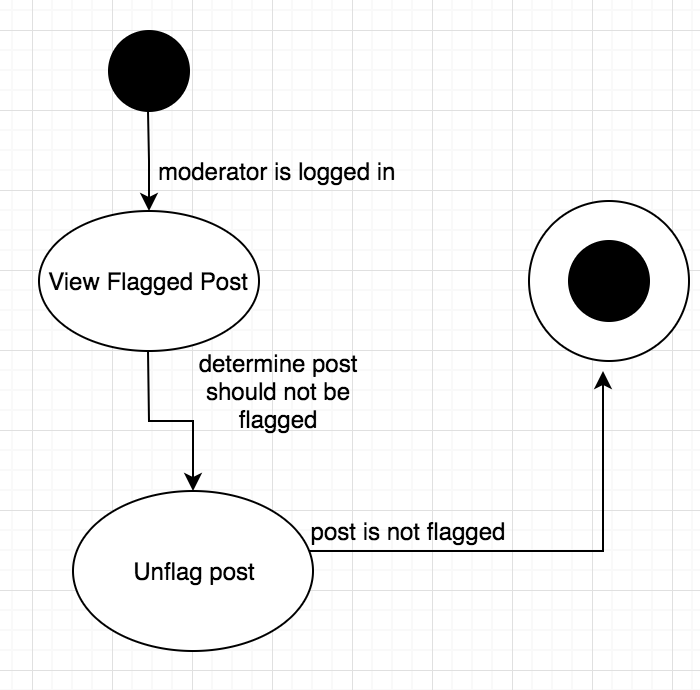 moderator is logged in
View Flagged Post
determine post
should not be
flagged
post is not flagged
Unflag post